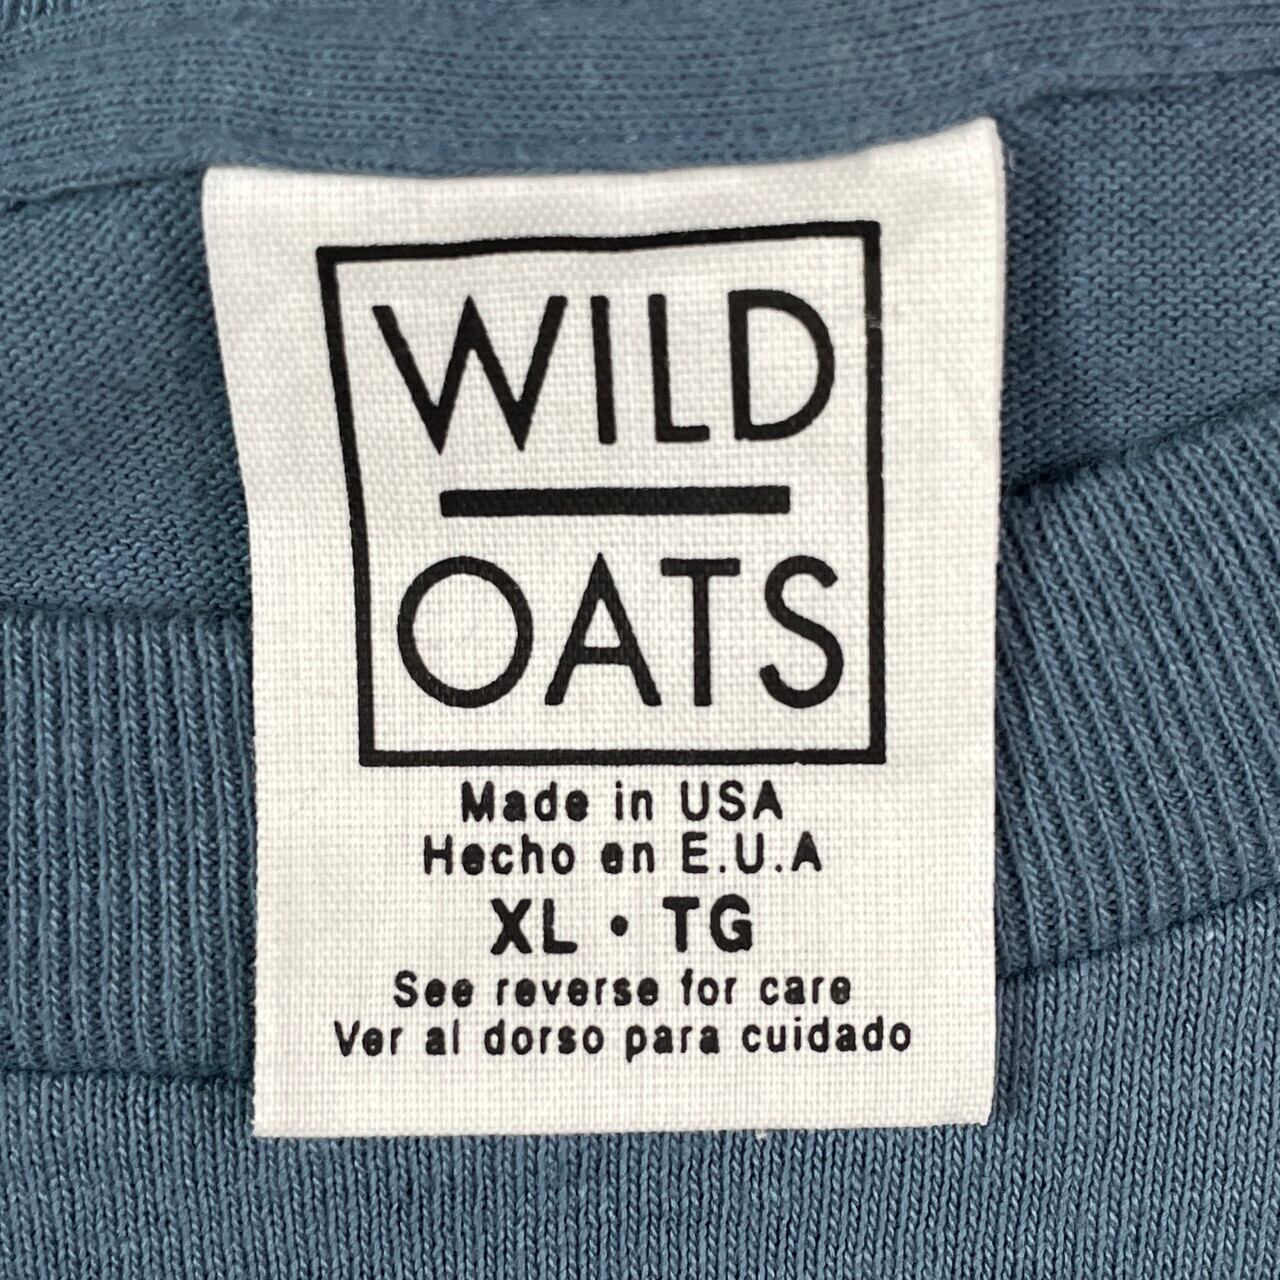 WILD
OATS
Made in USA
Hecho en E.U.A
XL • TG
See reverse for care
Ver al dorso para cuidado